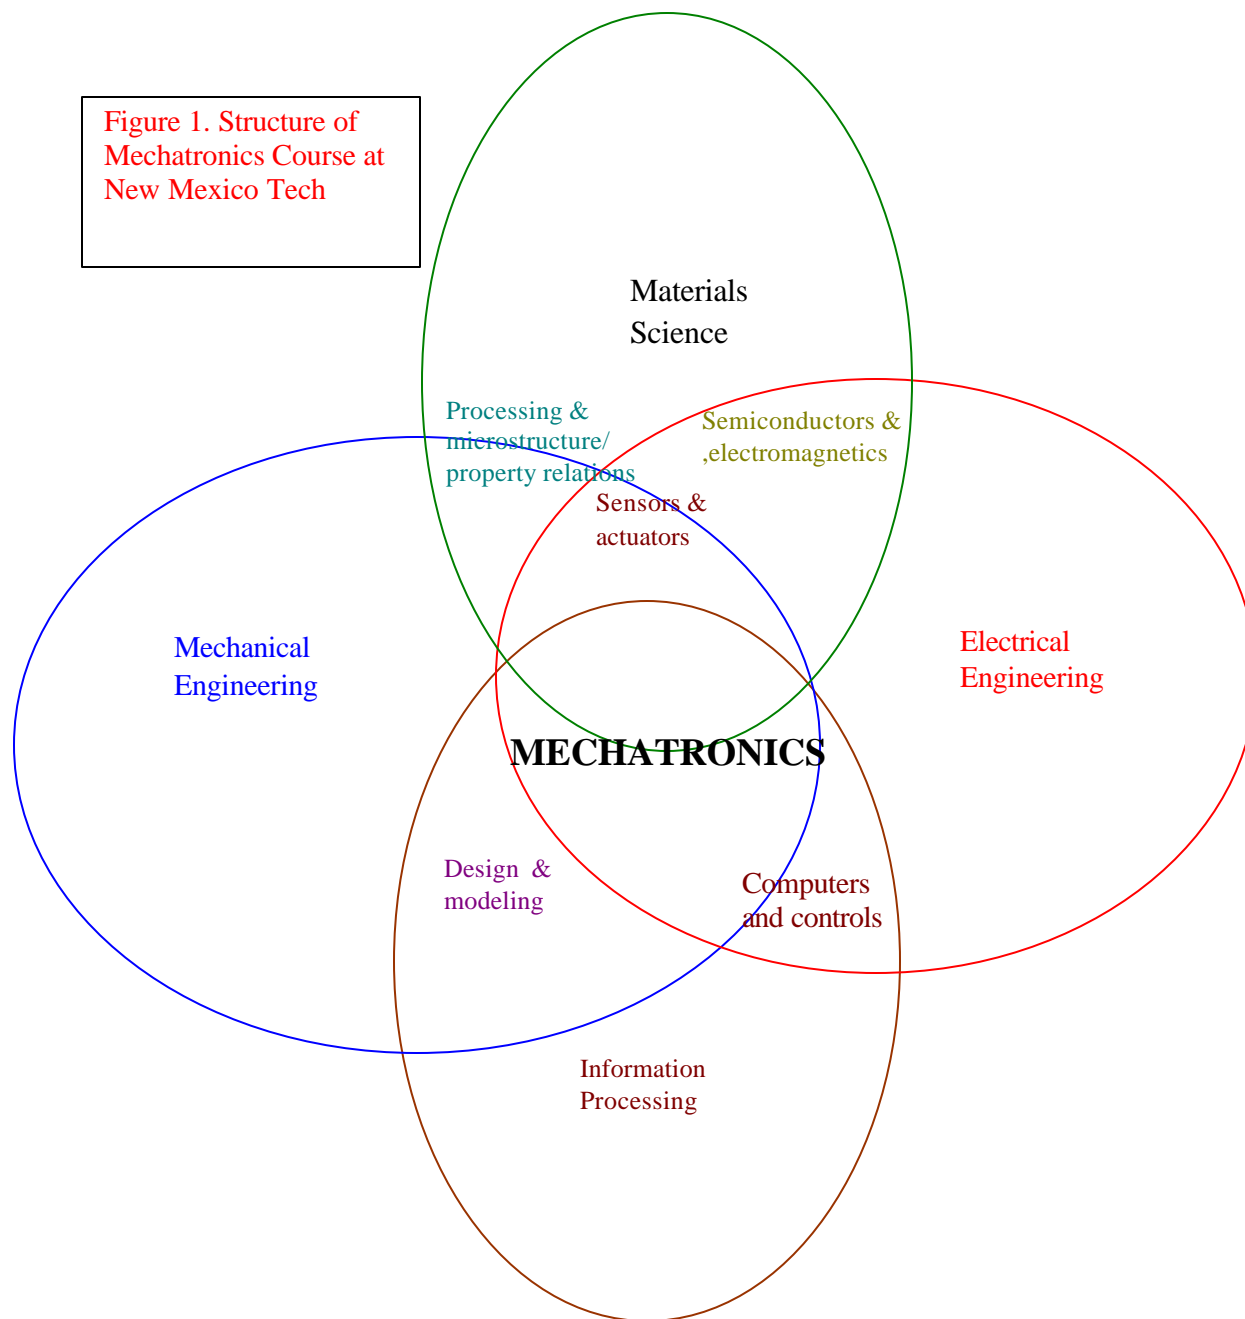 Figure 1. Structure of
Mechatronics Course at
New Mexico Tech
Materials
Science
Processing &
microstructure/
property relations
Semiconductors &
,electromagnetics
Sensors &
actuators
Mechanical
Engineering
Electrical
Engineering
MECHATRONICS
Design &
modeling
Computers
and controls
Information
Processing